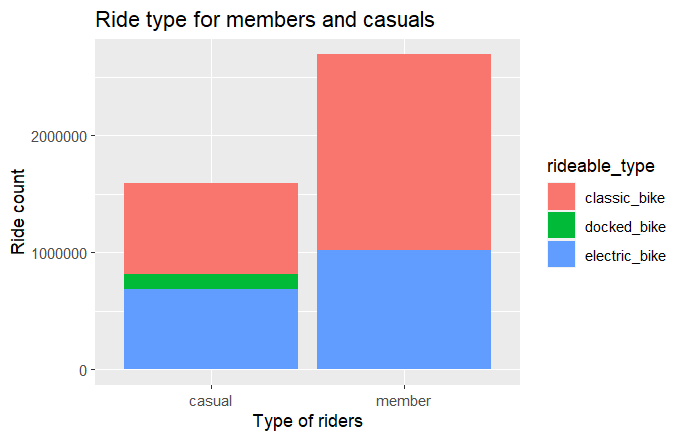 Ride type for members and casuals
Ride count
2000000
1000000
0
casual
member
Type of riders
rideable_type
classic_bike
docked_bike
electric_bike